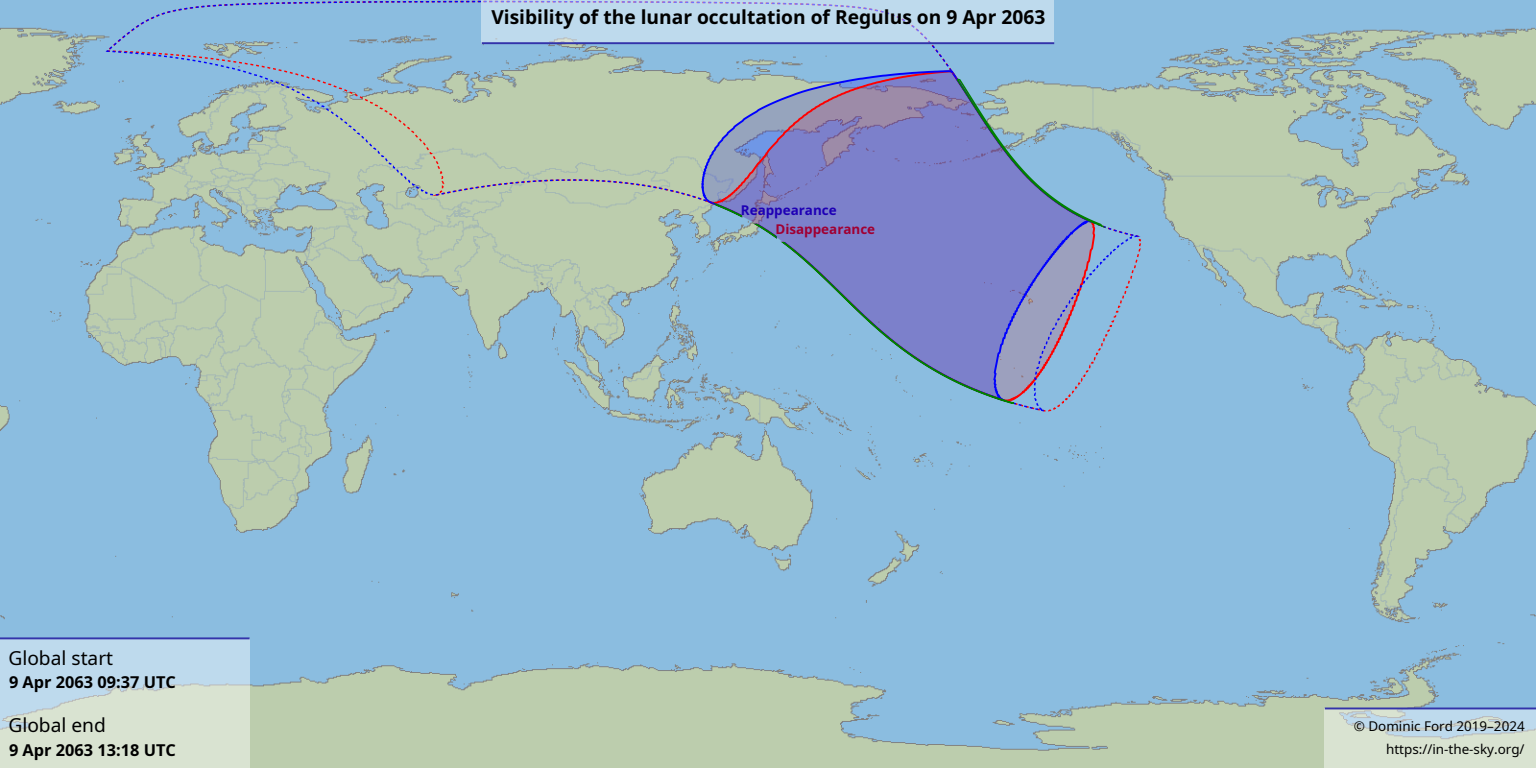 Visibility of the lunar occultation of Regulus on 9 Apr 2063
Reappearance
Disappearance
Global start
9 Apr 2063 09:37 UTC
Global end
9 Apr 2063 13:18 UTC
© Dominic Ford 2019–2024
https://in-the-sky.org/